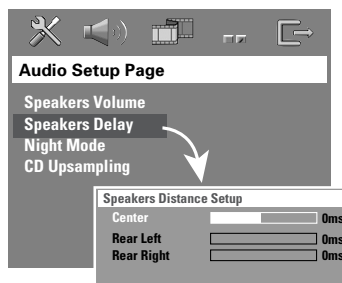 Audio Setup Page
Speakers Volume
Speakers Delay
Night Mode
CD Upsampling
Speakers Distance Setup
Center 0ms
Rear Left 0ms
Rear Right 0ms